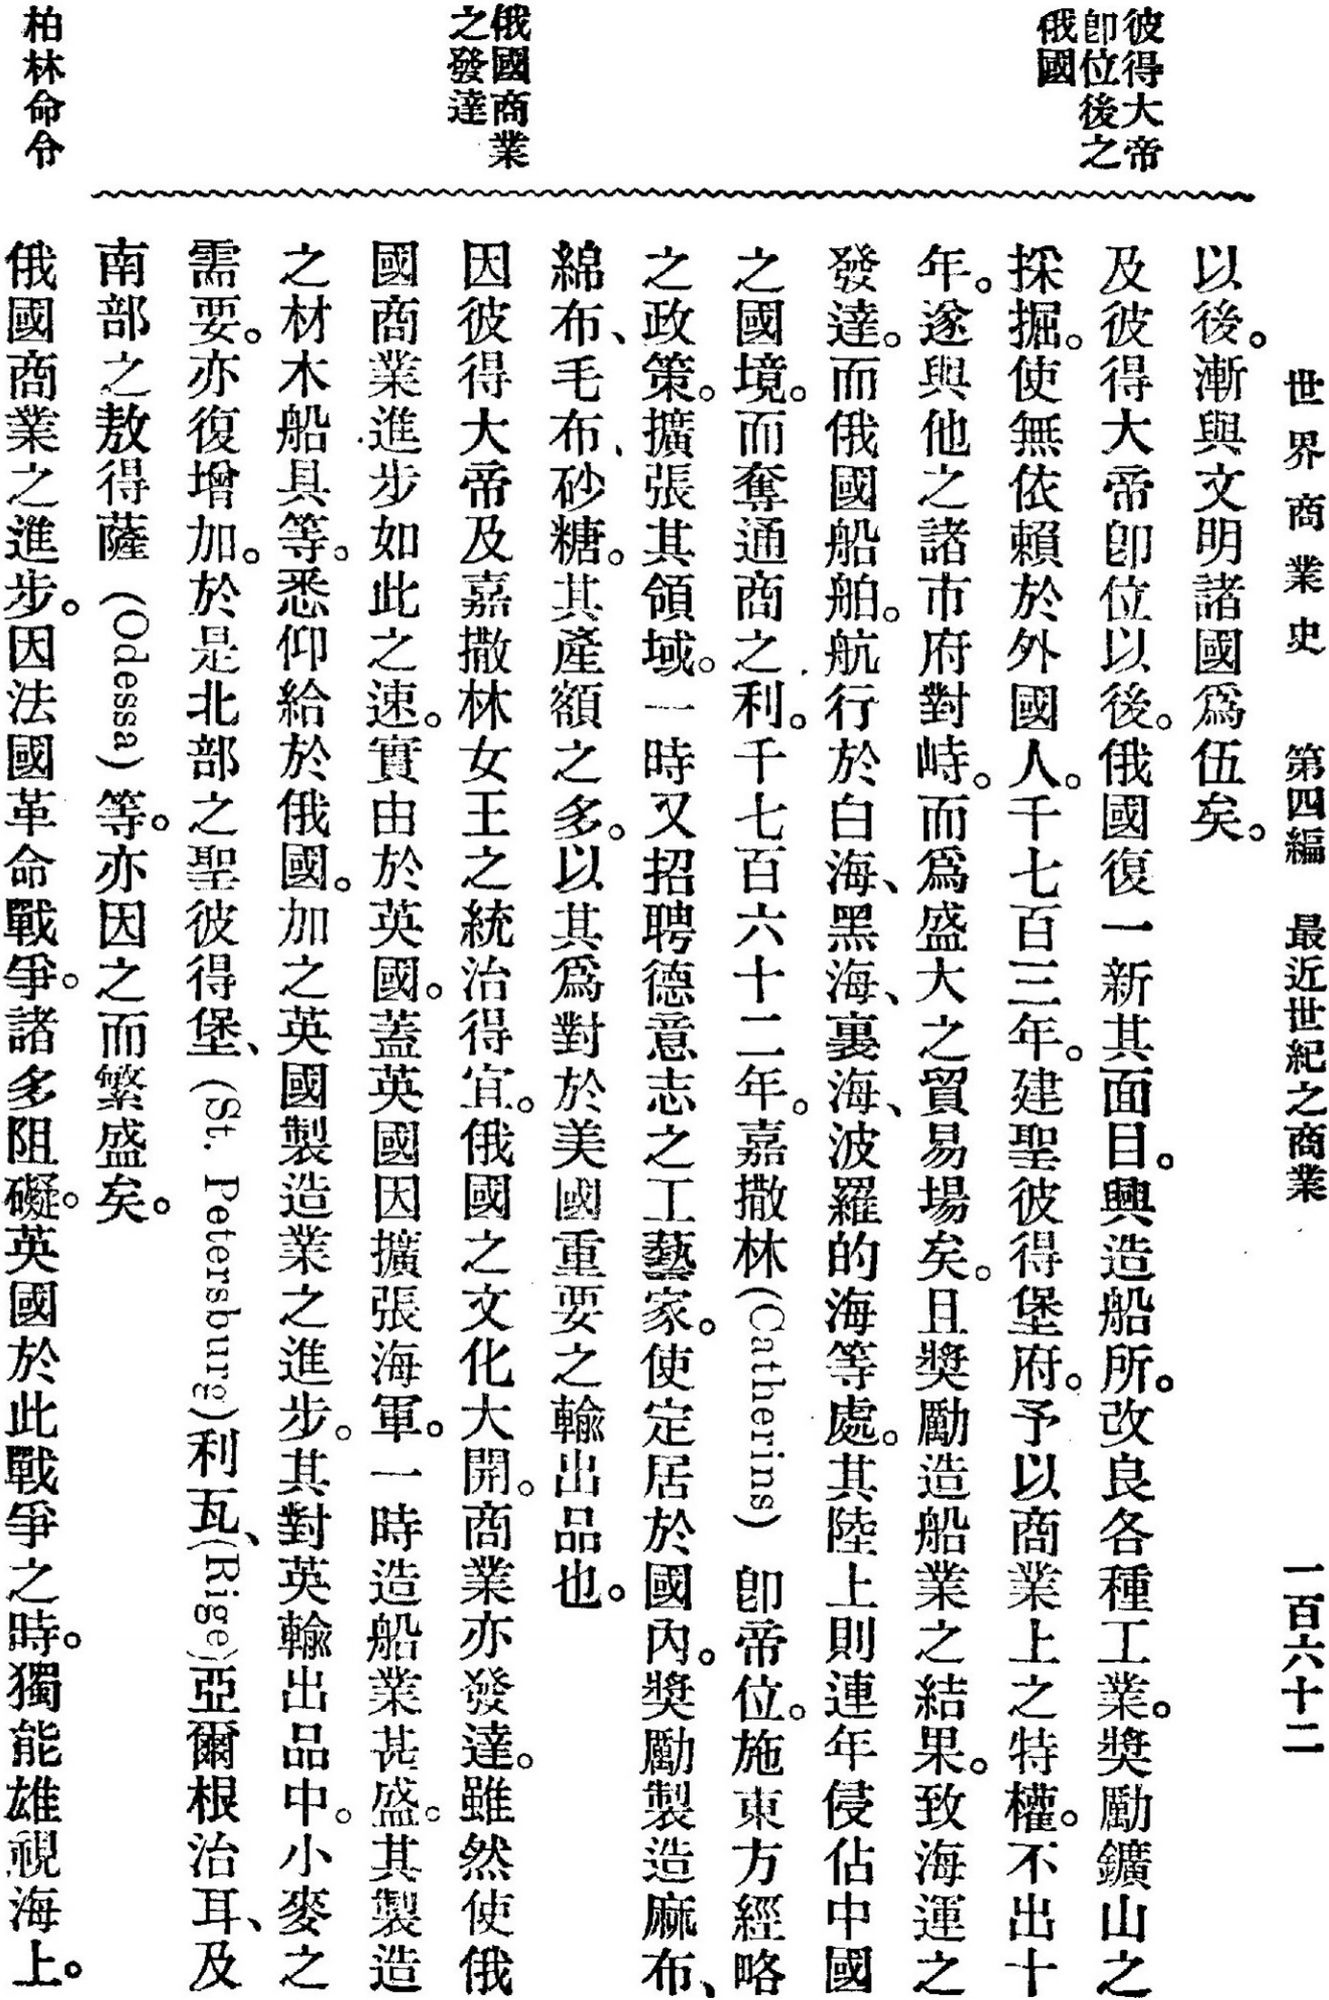 世界商業史　第四編　最近世紀之商業　一百六十二
彼得大帝
卽位後之
俄國
俄國商業
之發達
柏林命令
以後。漸與文明諸國爲伍矣。
及彼得大帝卽位以後。俄國復一新其面目。興造船所。改良各種工業。獎勵鑛山之
採掘。使無依賴於外國人。千七百三年。建聖彼得堡府。予以商業上之特權。不出十
年。遂與他之諸市府對峙。而爲盛大之貿易場矣。且獎勵造船業之結果。致海運之
發達。而俄國船舶。航行於白海、黑海、裏海、波羅的海等處。其陸上則連年侵佔中國
之國境。而奪通商之利。千七百六十二年。嘉撒林(Catherins)卽帝位。施東方經略
之政策。擴張其領域。一時又招聘德意志之工藝家。使定居於國內。獎勵製造麻布、
綿布、毛布、砂糖。其產額之多。以其爲對於美國重要之輸出品也。
因彼得大帝及嘉撒林女王之統治得宜。俄國之文化大開。商業亦發達。雖然使俄
國商業進步如此之速。實由於英國。蓋英國因擴張海軍。一時造船業甚盛。其製造
之材木船具等。悉仰給於俄國。加之英國製造業之進步。其對英輸出品中。小麥之
需要。亦復增加。於是北部之聖彼得堡、(St. Petersburg)利瓦、(Rige)亞爾根治耳、及
南部之敖得薩(Odessa)等。亦因之而繁盛矣。
俄國商業之進步。因法國革命戰爭。諸多阻礙。英國於此戰爭之時。獨能雄視海上。